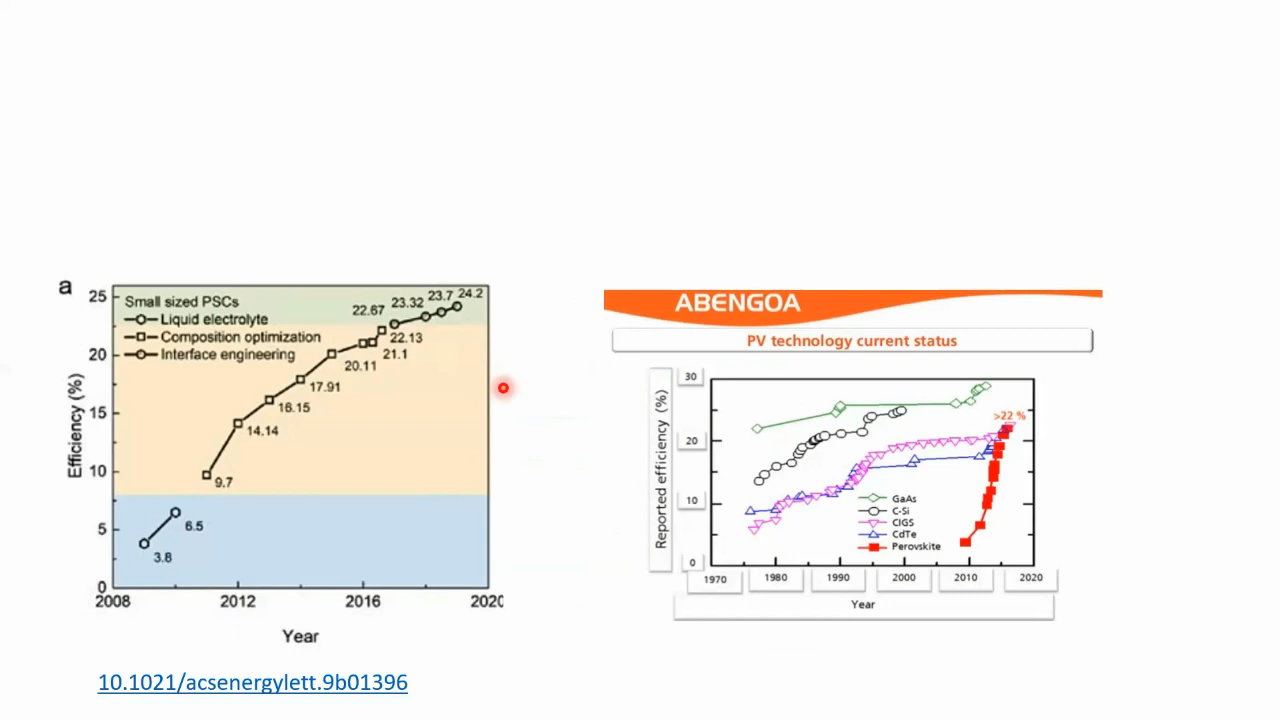 a
Small sized PSCs
Liquid electrolyte
Composition optimization
Interface engineering
25
20
15
10
5
0
Efficiency (%)
3.8
6.5
9.7
14.14
16.15
17.91
20.11
21.1
22.13
22.67
23.32
23.7
24.2
2008
2012
2016
2020
Year
10.1021/acsenergylett.9b01396
ABENGOA
PV technology current status
30
20
10
0
Reported efficiency (%)
>22 %
GaAs
C-Si
CIGS
CdTe
Perovskite
1970
1980
1990
2000
2010
2020
Year